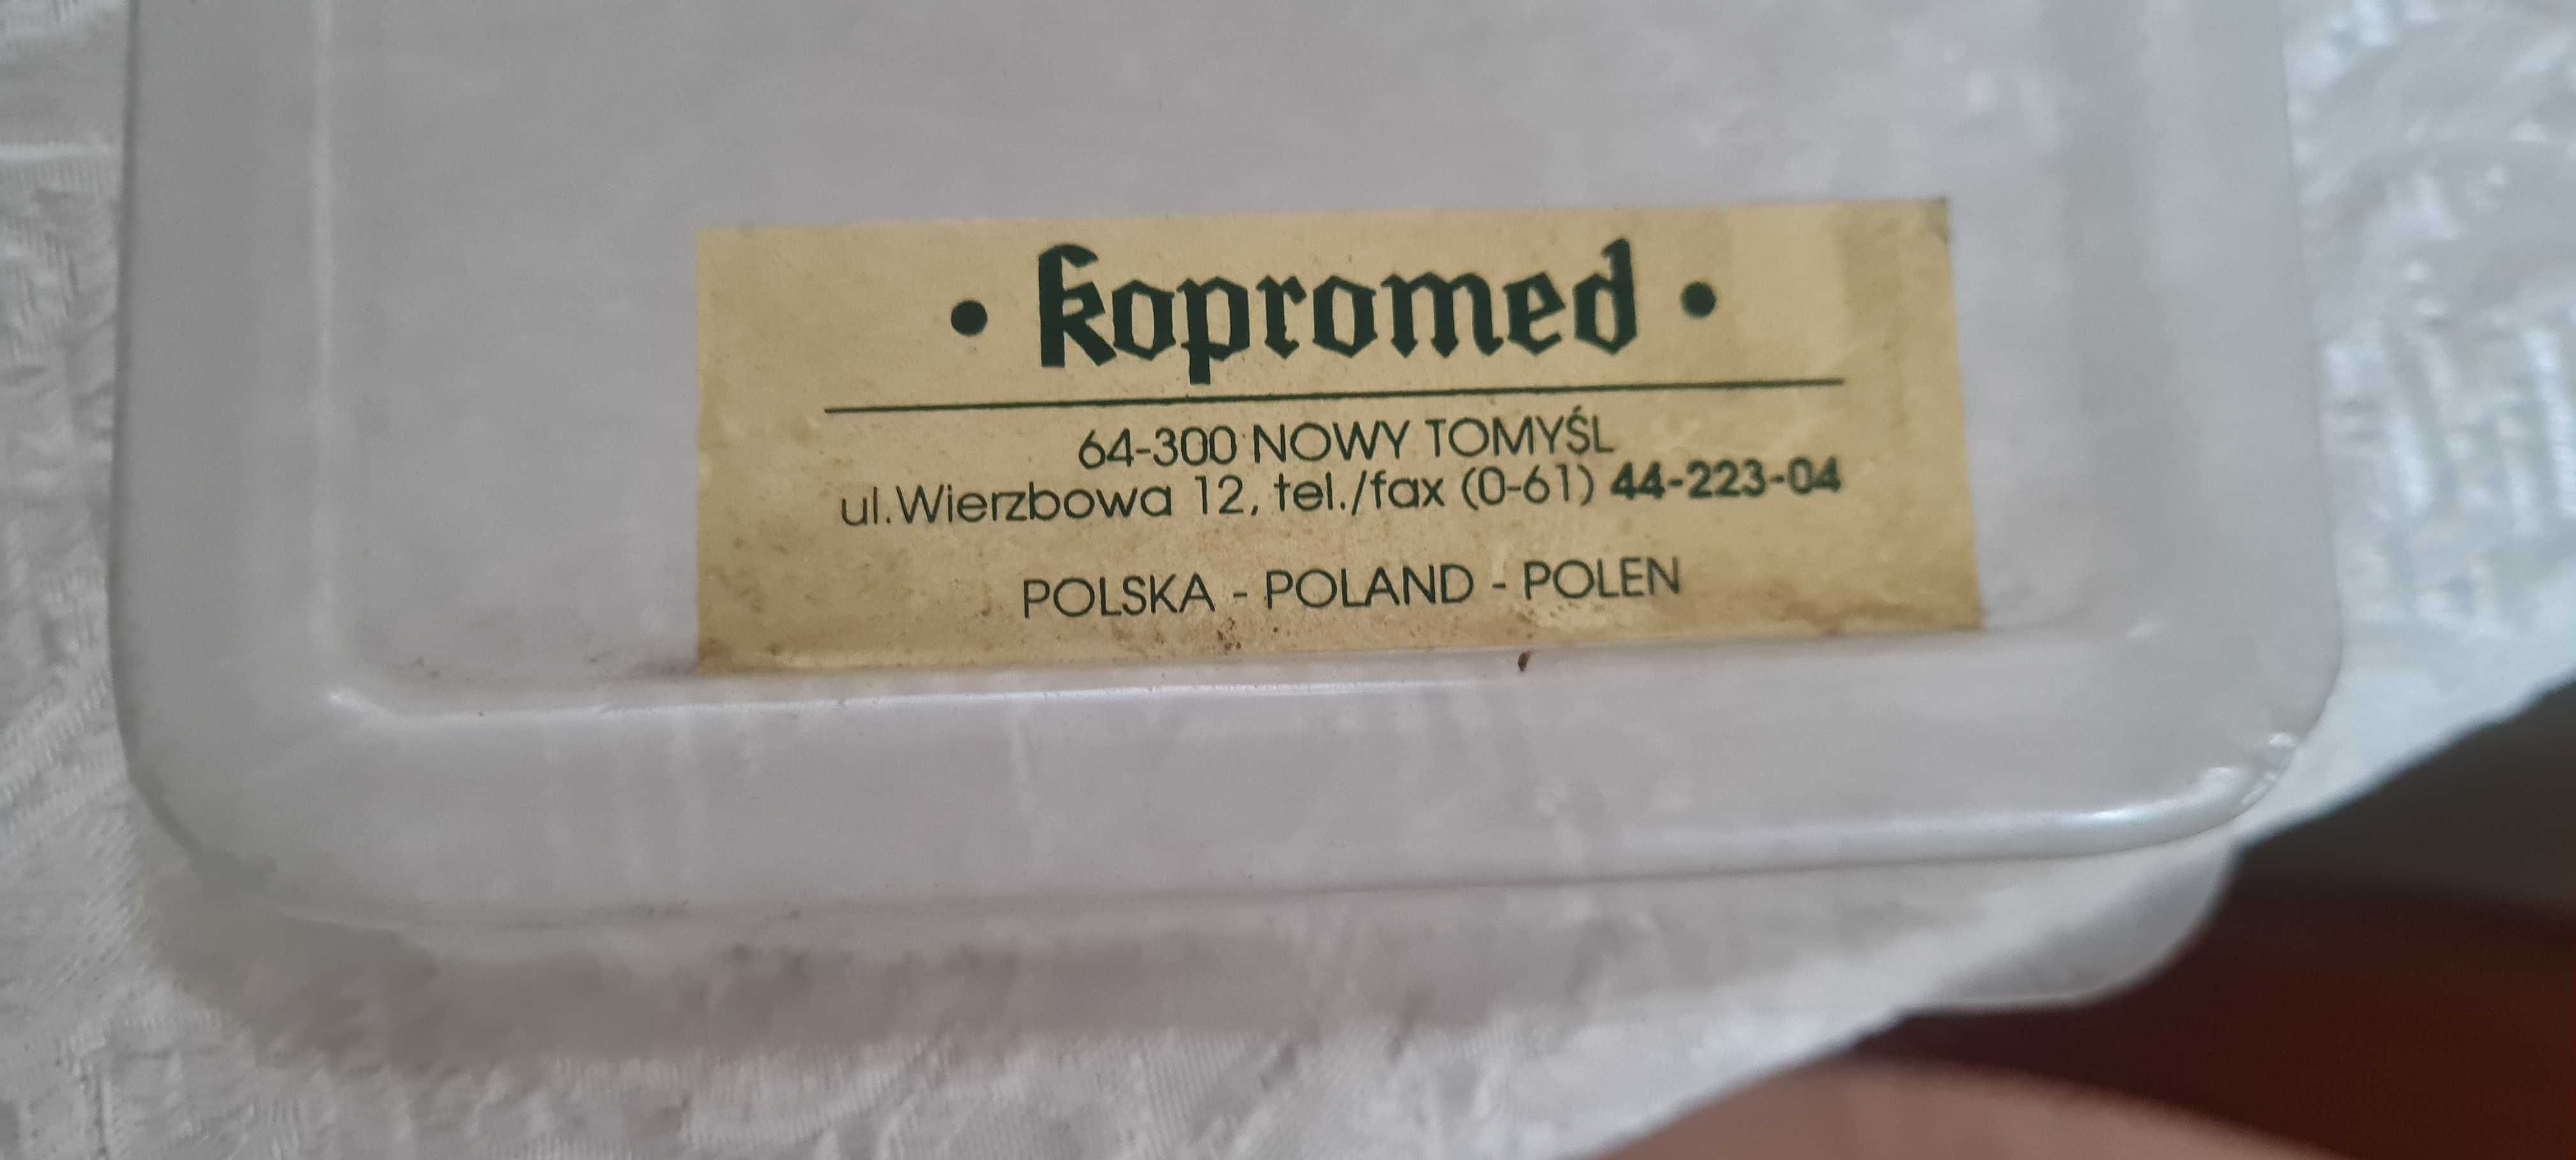 • kopromed •
64-300 NOWY TOMYŚL
ul.Wierzbowa 12, tel./fax (0-61) 44-223-04
POLSKA - POLAND - POLEN